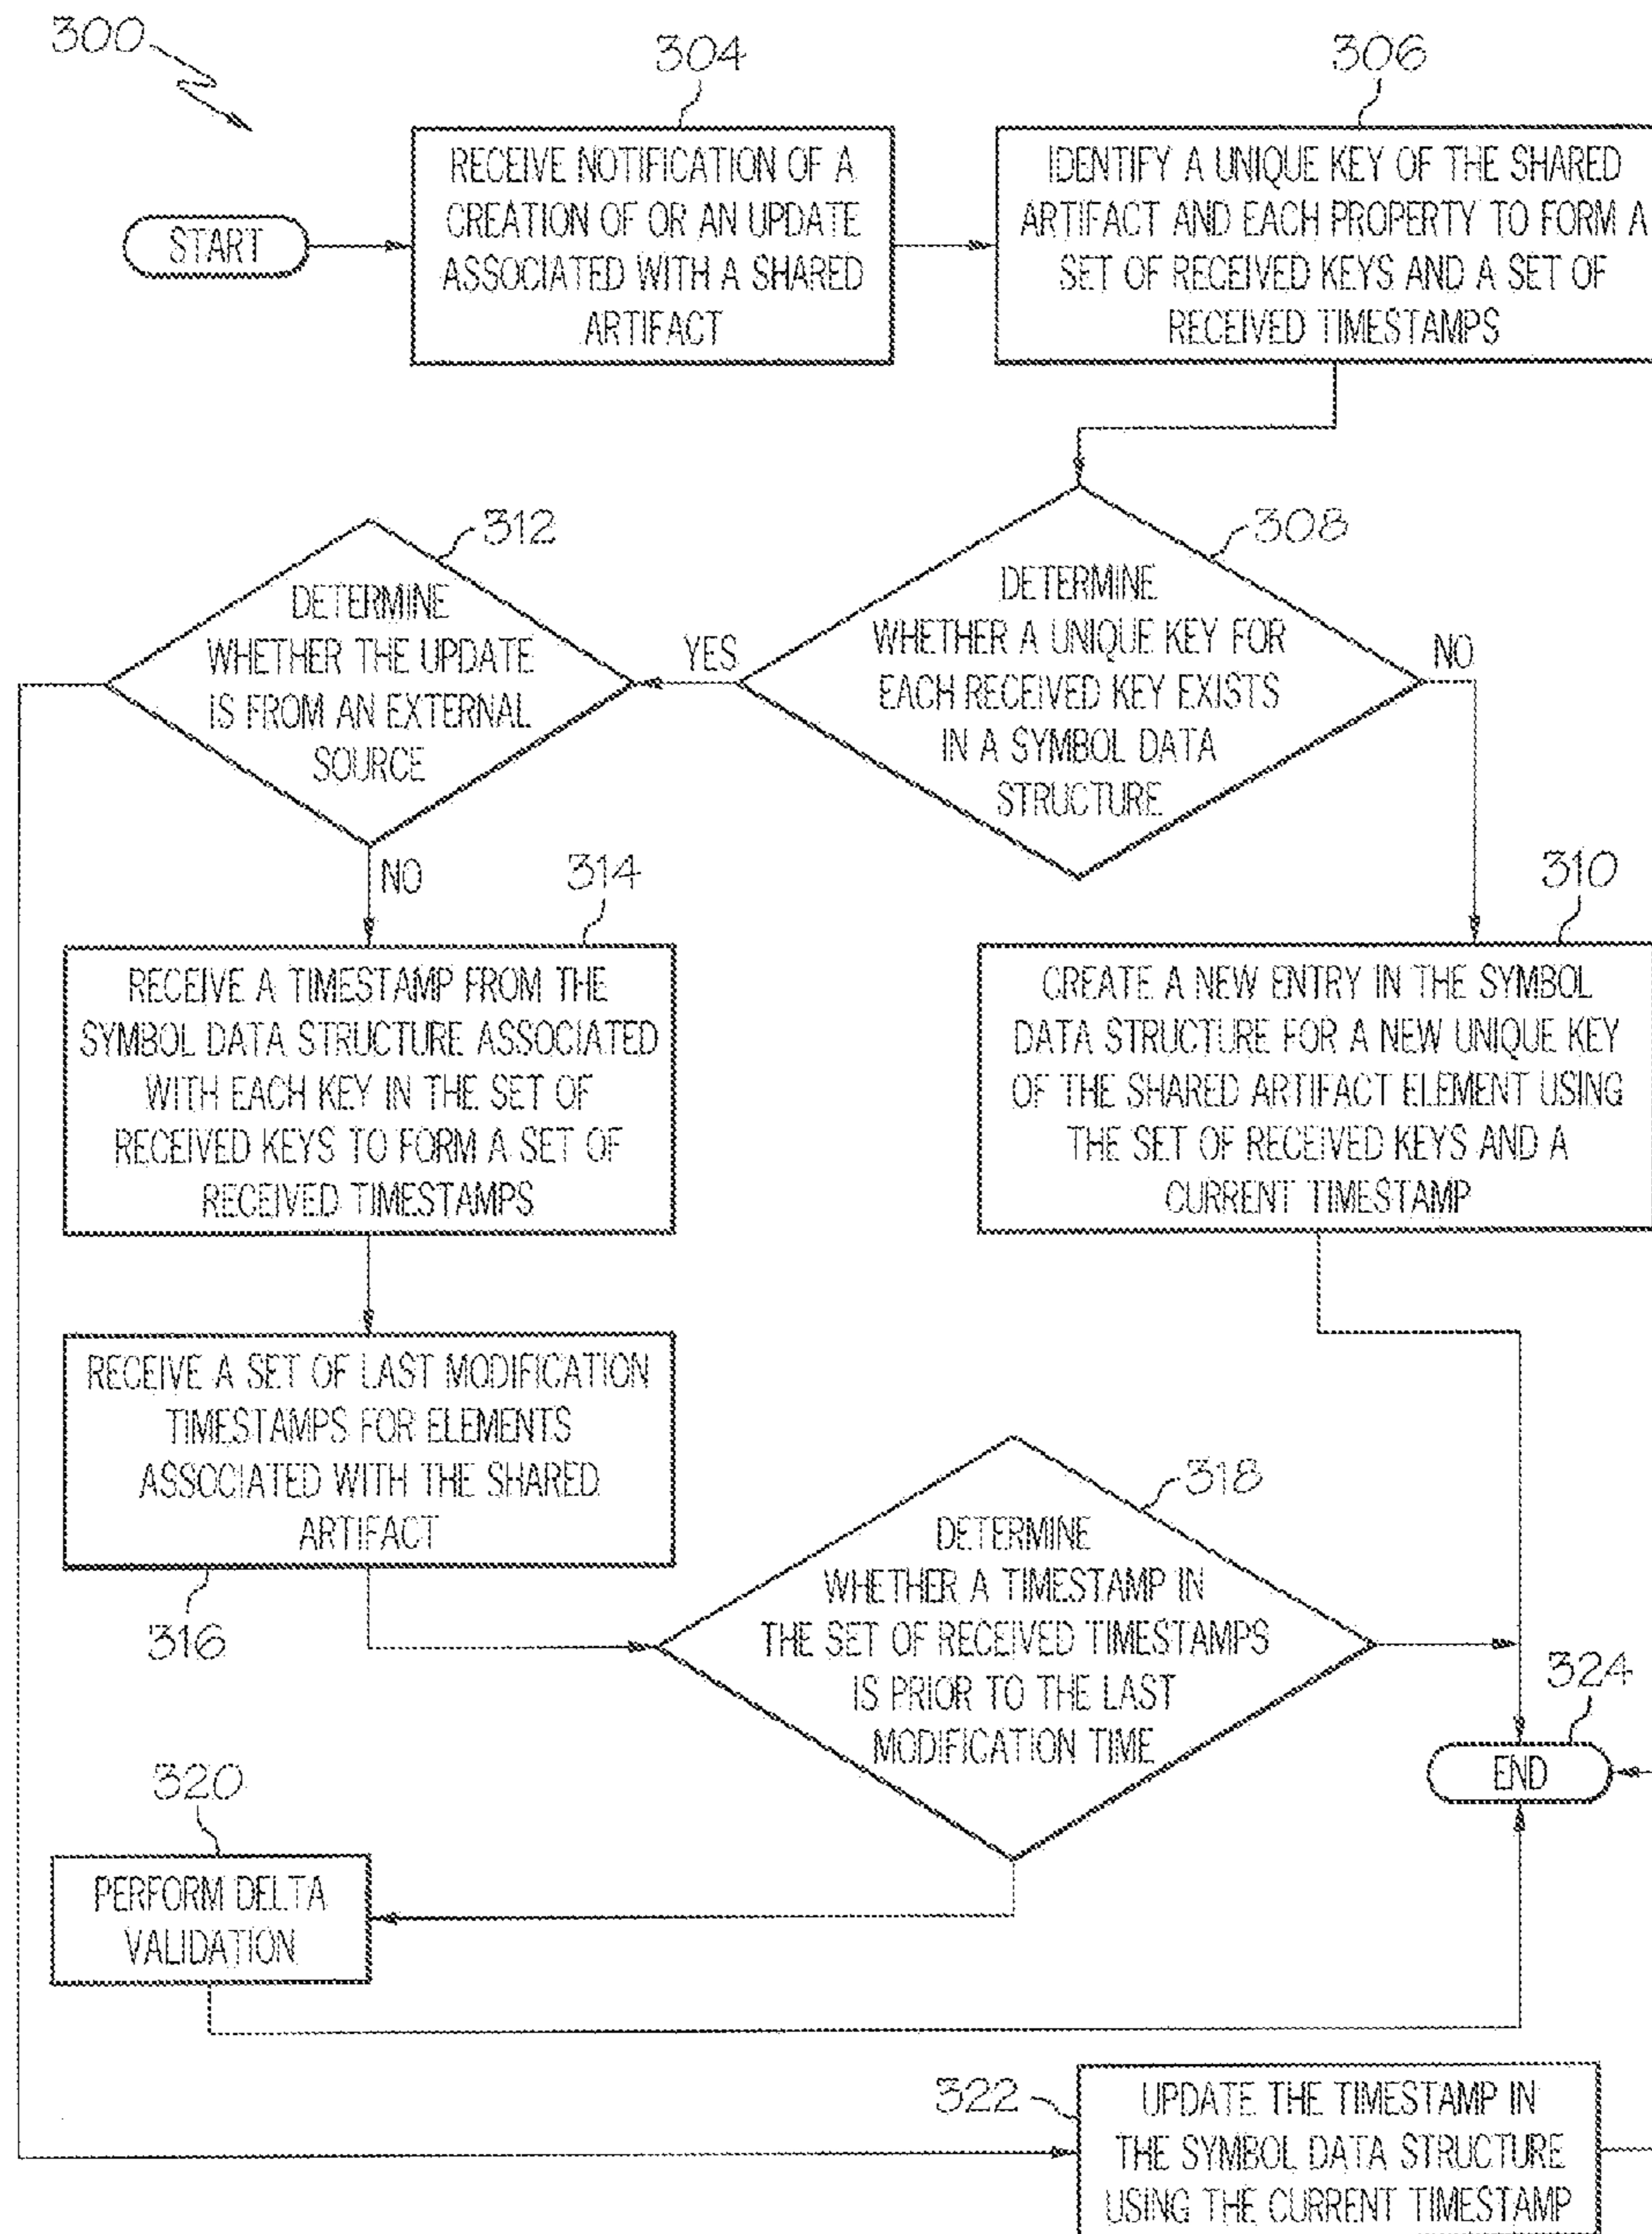 300
304
306
START
RECEIVE NOTIFICATION OF A
CREATION OF OR AN UPDATE
ASSOCIATED WITH A SHARED
ARTIFACT
IDENTIFY A UNIQUE KEY OF THE SHARED
ARTIFACT AND EACH PROPERTY TO FORM A
SET OF RECEIVED KEYS AND A SET OF
RECEIVED TIMESTAMPS
312
DETERMINE
WHETHER THE UPDATE
IS FROM AN EXTERNAL
SOURCE
YES
308
DETERMINE
WHETHER A UNIQUE KEY FOR
EACH RECEIVED KEY EXISTS
IN A SYMBOL DATA
STRUCTURE
NO
NO
314
RECEIVE A TIMESTAMP FROM THE
SYMBOL DATA STRUCTURE ASSOCIATED
WITH EACH KEY IN THE SET OF
RECEIVED KEYS TO FORM A SET OF
RECEIVED TIMESTAMPS
310
CREATE A NEW ENTRY IN THE SYMBOL
DATA STRUCTURE FOR A NEW UNIQUE KEY
OF THE SHARED ARTIFACT ELEMENT USING
THE SET OF RECEIVED KEYS AND A
CURRENT TIMESTAMP
RECEIVE A SET OF LAST MODIFICATION
TIMESTAMPS FOR ELEMENTS
ASSOCIATED WITH THE SHARED
ARTIFACT
316
318
DETERMINE
WHETHER A TIMESTAMP IN
THE SET OF RECEIVED TIMESTAMPS
IS PRIOR TO THE LAST
MODIFICATION TIME
324
END
320
PERFORM DELTA
VALIDATION
322
UPDATE THE TIMESTAMP IN
THE SYMBOL DATA STRUCTURE
USING THE CURRENT TIMESTAMP